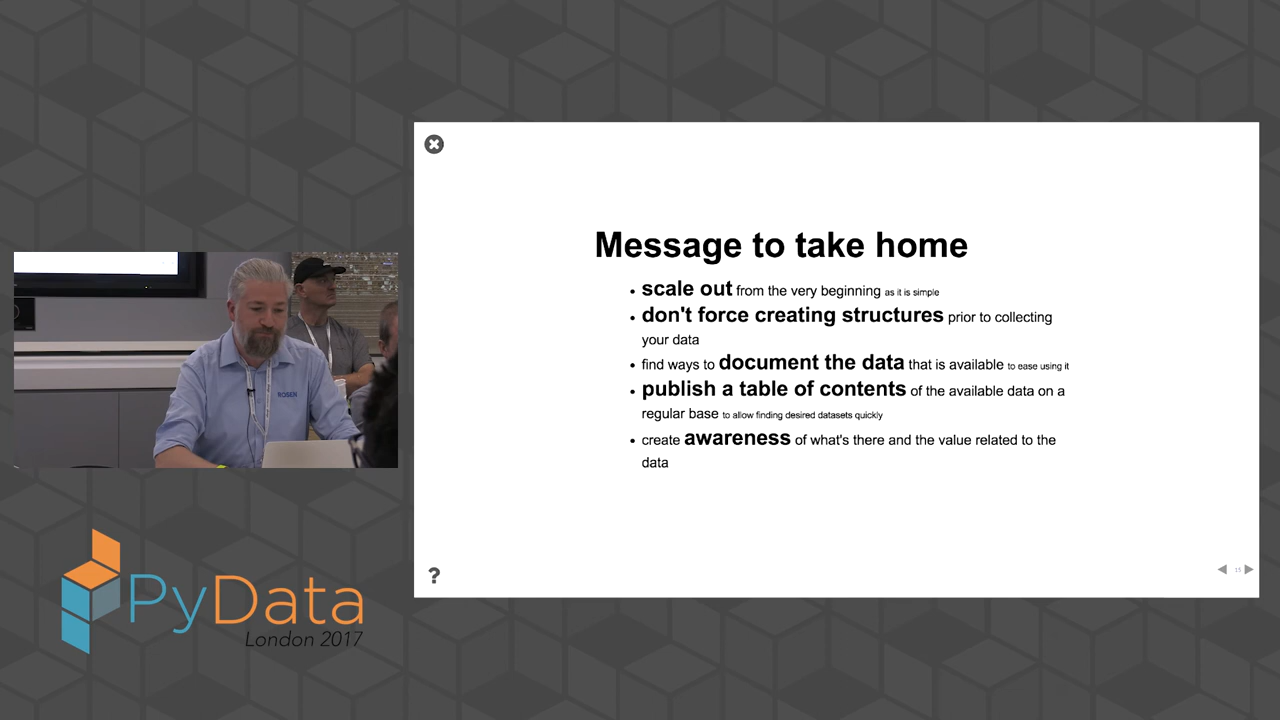 Message to take home
• scale out from the very beginning as it is simple
• don't force creating structures prior to collecting
your data
• find ways to document the data that is available to ease using it
• publish a table of contents of the available data on a
regular base to allow finding desired datasets quickly
• create awareness of what's there and the value related to the
data
?
15
ROSEN
PyData
London 2017